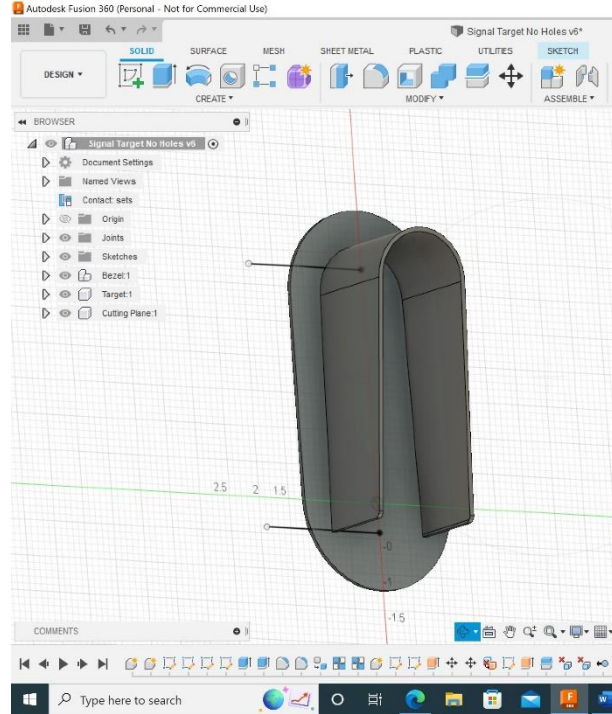 Autodesk Fusion 360 (Personal - Not for Commercial Use)
Signal Target No Holes v6*
SOLID SURFACE MESH SHEET METAL PLASTIC UTILITIES SKETCH
DESIGN
CREATE MODIFY ASSEMBLE
BROWSER
Signal Target No Holes v6
Document Settings
Named Views
Contact: sets
Origin
Joints
Sketches
Bezel:1
Target:1
Cutting Plane:1
2.5 2 1.5
-0
-1
-1.5
COMMENTS
Type here to search